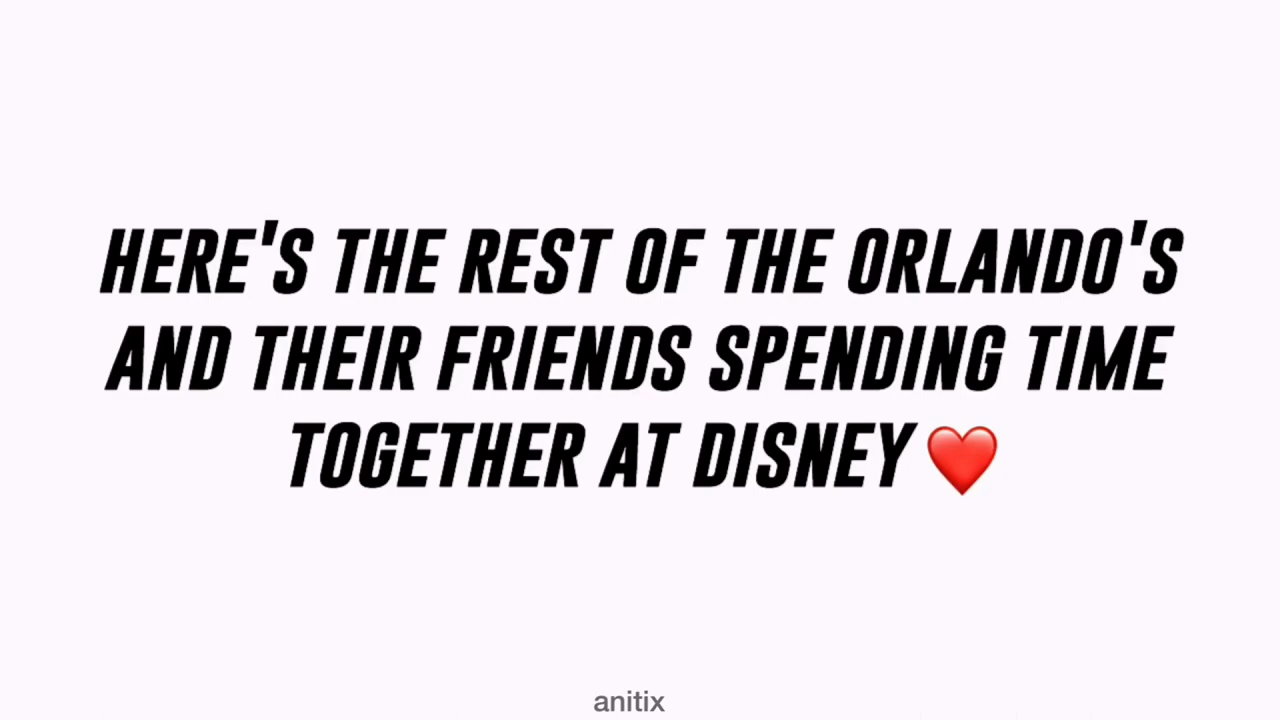 HERE'S THE REST OF THE ORLANDO'S
AND THEIR FRIENDS SPENDING TIME
TOGETHER AT DISNEY ❤️
anitix